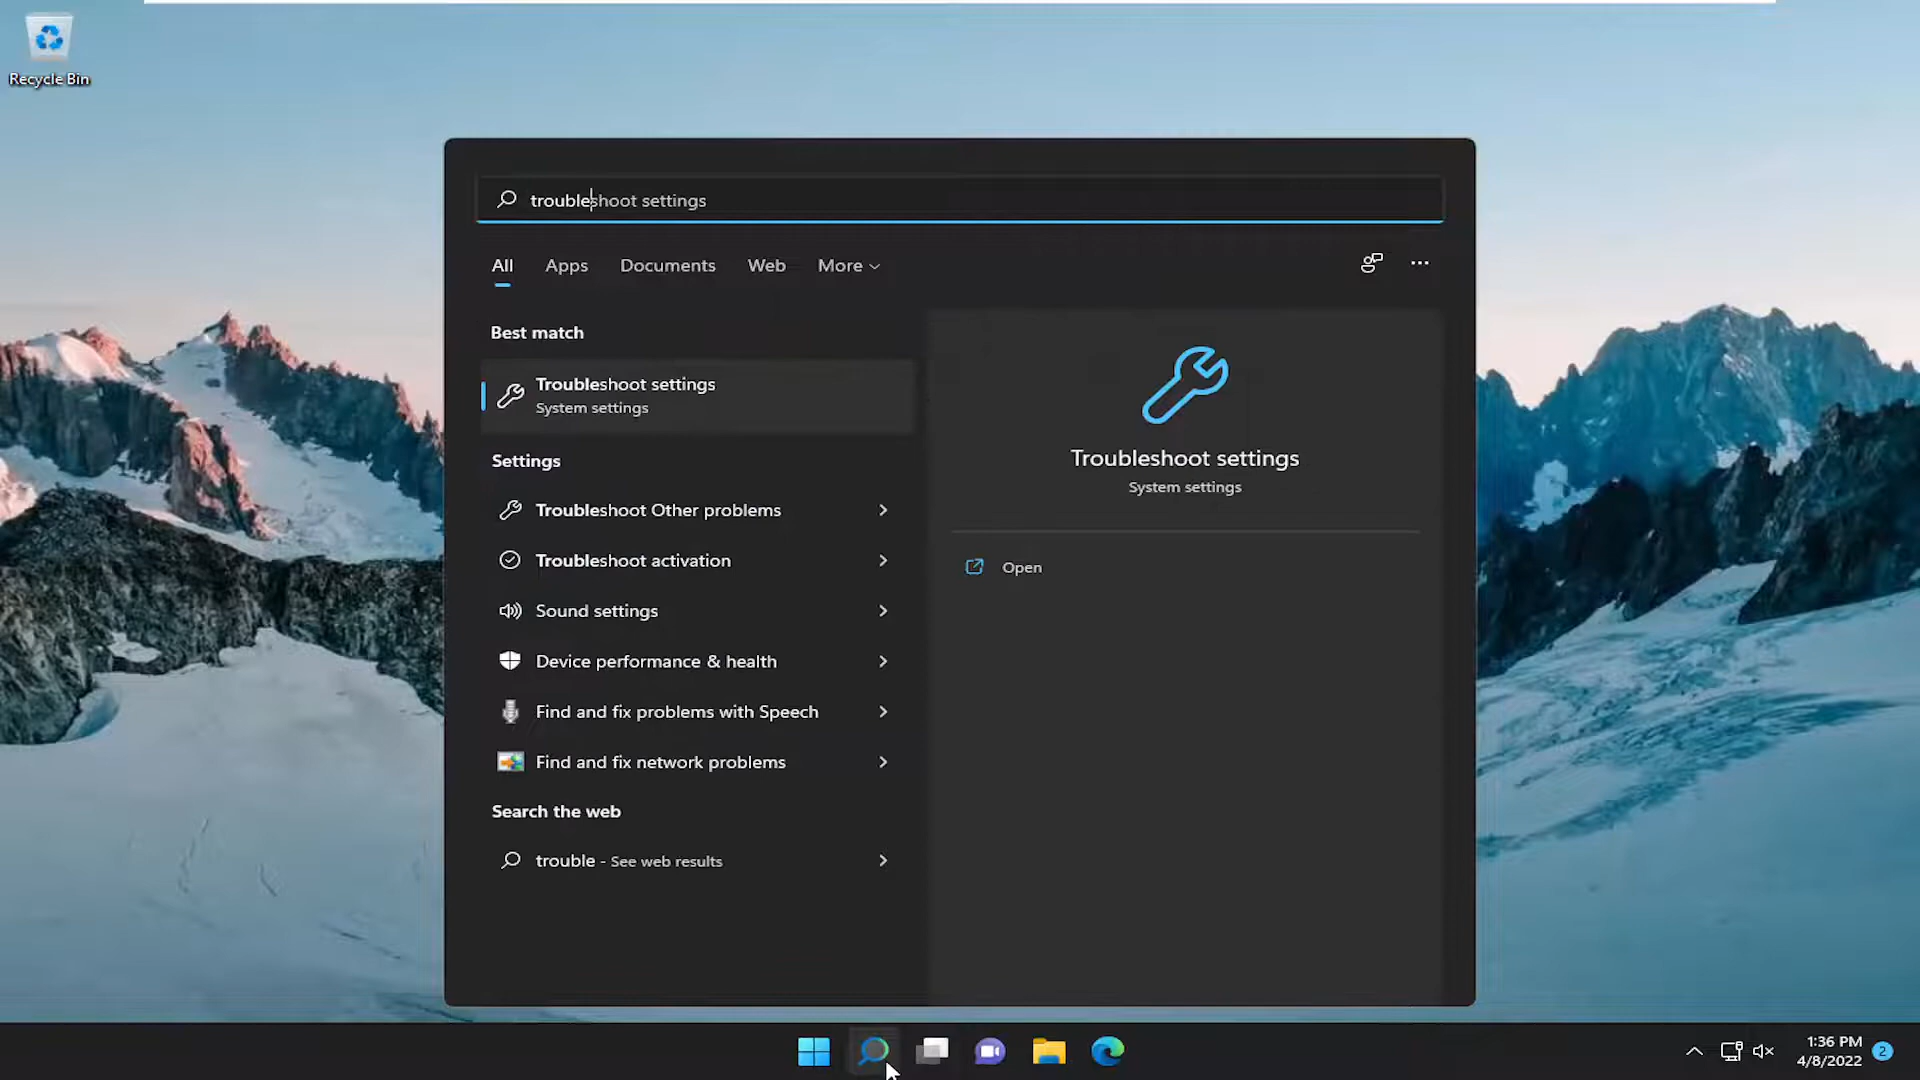 Recycle Bin
troubleshoot settings
All Apps Documents Web More
Best match
Troubleshoot settings
System settings
Settings
Troubleshoot Other problems
Troubleshoot activation
Sound settings
Device performance & health
Find and fix problems with Speech
Find and fix network problems
Search the web
trouble - See web results
Troubleshoot settings
System settings
Open
1:36 PM
4/8/2022
2